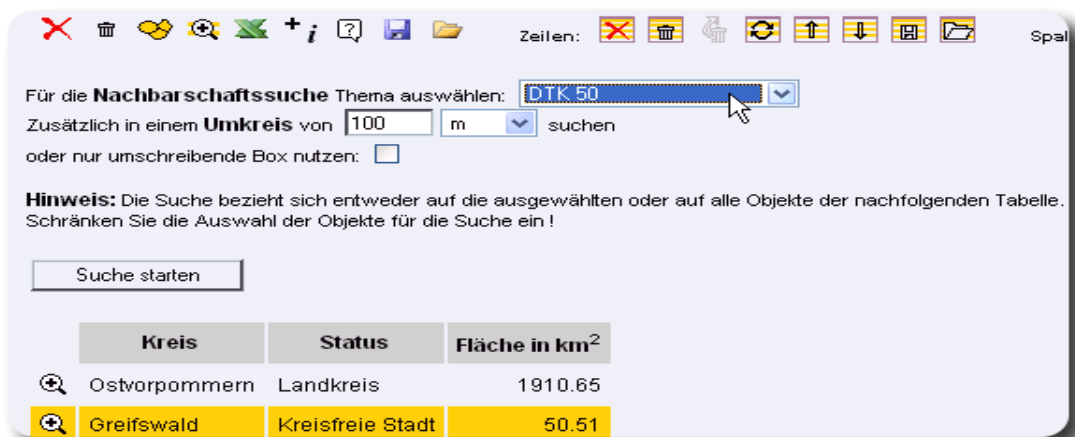 Zeilen:
Spal
Für die Nachbarschaftssuche Thema auswählen: DTK 50
Zusätzlich in einem Umkreis von 100 m suchen
oder nur umschreibende Box nutzen:
Hinweis: Die Suche bezieht sich entweder auf die ausgewählten oder auf alle Objekte der nachfolgenden Tabelle.
Schränken Sie die Auswahl der Objekte für die Suche ein !
Suche starten
Kreis Status Fläche in km²
Ostvorpommern Landkreis 1910.65
Greifswald Kreisfreie Stadt 50.51